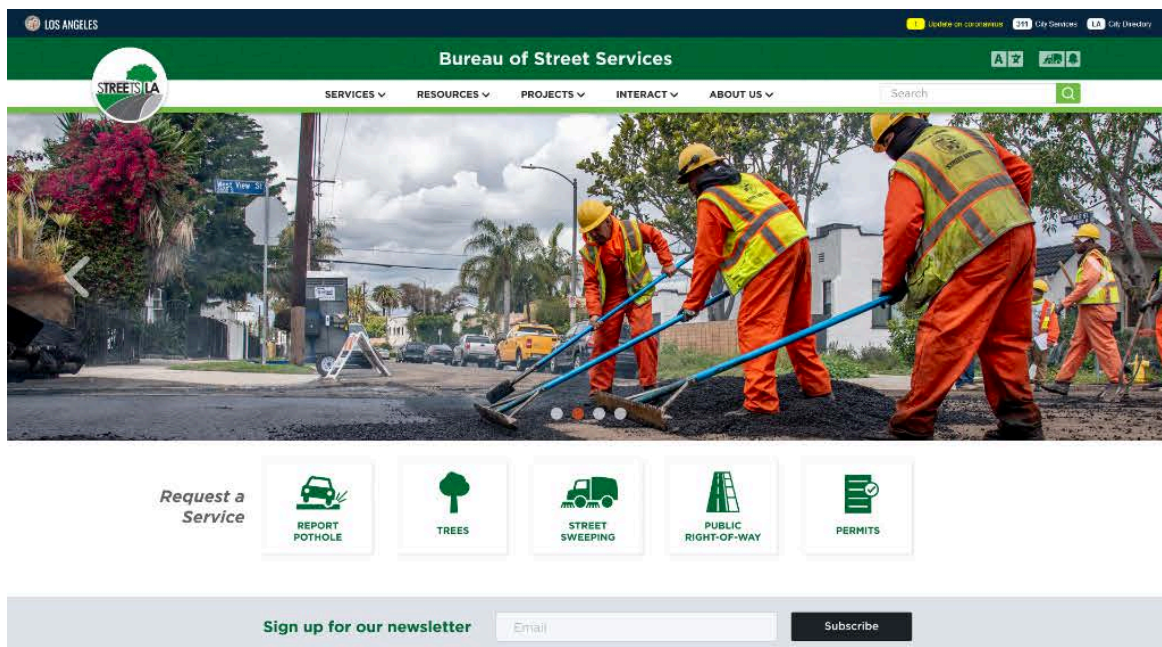 LOS ANGELES
! Update on coronavirus 311 City Services LA City Directory
Bureau of Street Services
STREETS LA
SERVICES RESOURCES PROJECTS INTERACT ABOUT US
Search
West View St
Request a
Service
REPORT
POTHOLE
TREES
STREET
SWEEPING
PUBLIC
RIGHT-OF-WAY
PERMITS
Sign up for our newsletter Email Subscribe